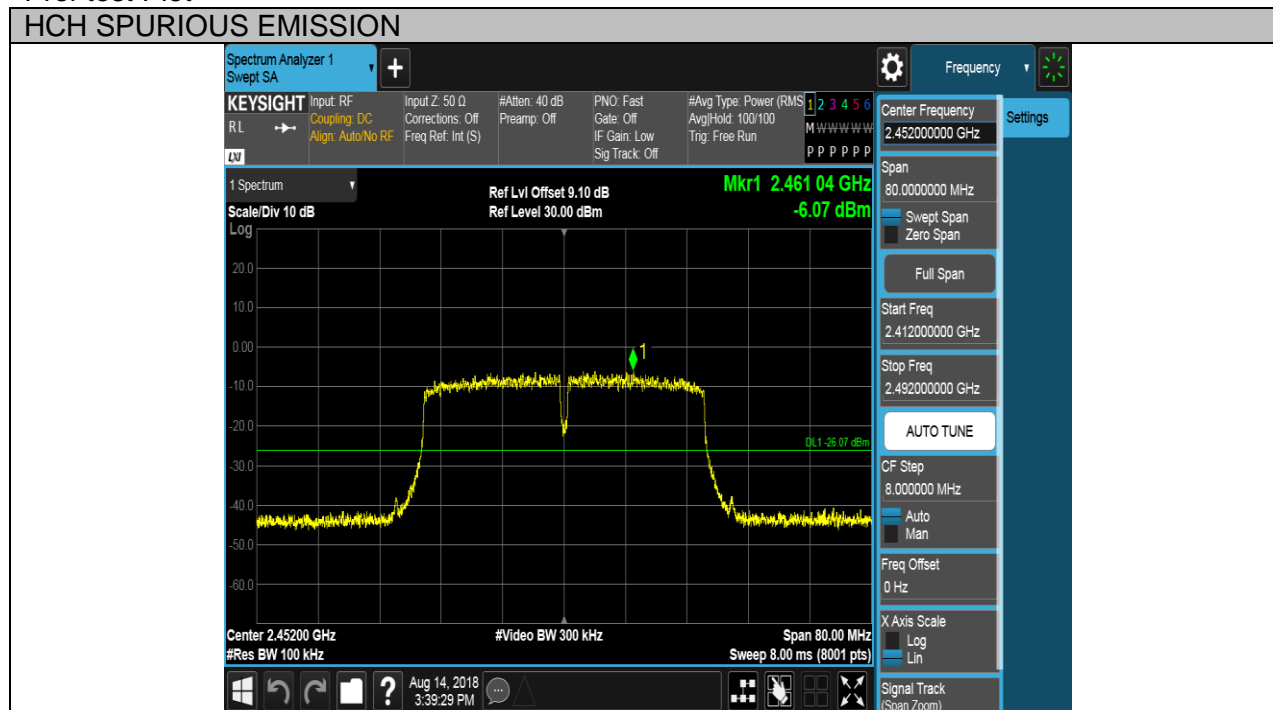 HCH SPURIOUS EMISSION
Spectrum Analyzer 1
Swept SA
+
Frequency
KEYSIGHT
RL
LXI
Input: RF
Coupling: DC
Align: Auto/No RF
Input Z: 50 Ω
Corrections: Off
Freq Ref: Int (S)
#Atten: 40 dB
Preamp: Off
PNO: Fast
Gate: Off
IF Gain: Low
Sig Track: Off
#Avg Type: Power (RMS
Avg|Hold: 100/100
Trig: Free Run
1 2 3 4 5 6
M W W W W W
P P P P P P
1 Spectrum
Scale/Div 10 dB
Log
Ref Lvl Offset 9.10 dB
Ref Level 30.00 dBm
Mkr1 2.461 04 GHz
-6.07 dBm
20.0
10.0
0.00
-10.0
-20.0
-30.0
-40.0
-50.0
-60.0
1
DL1 -26.07 dBm
Center 2.45200 GHz
#Res BW 100 kHz
#Video BW 300 kHz
Span 80.00 MHz
Sweep 8.00 ms (8001 pts)
?
Aug 14, 2018
3:39:29 PM
Center Frequency
2.452000000 GHz
Settings
Span
80.0000000 MHz
Swept Span
Zero Span
Full Span
Start Freq
2.412000000 GHz
Stop Freq
2.492000000 GHz
AUTO TUNE
CF Step
8.000000 MHz
Auto
Man
Freq Offset
0 Hz
X Axis Scale
Log
Lin
Signal Track
(Span Zoom)